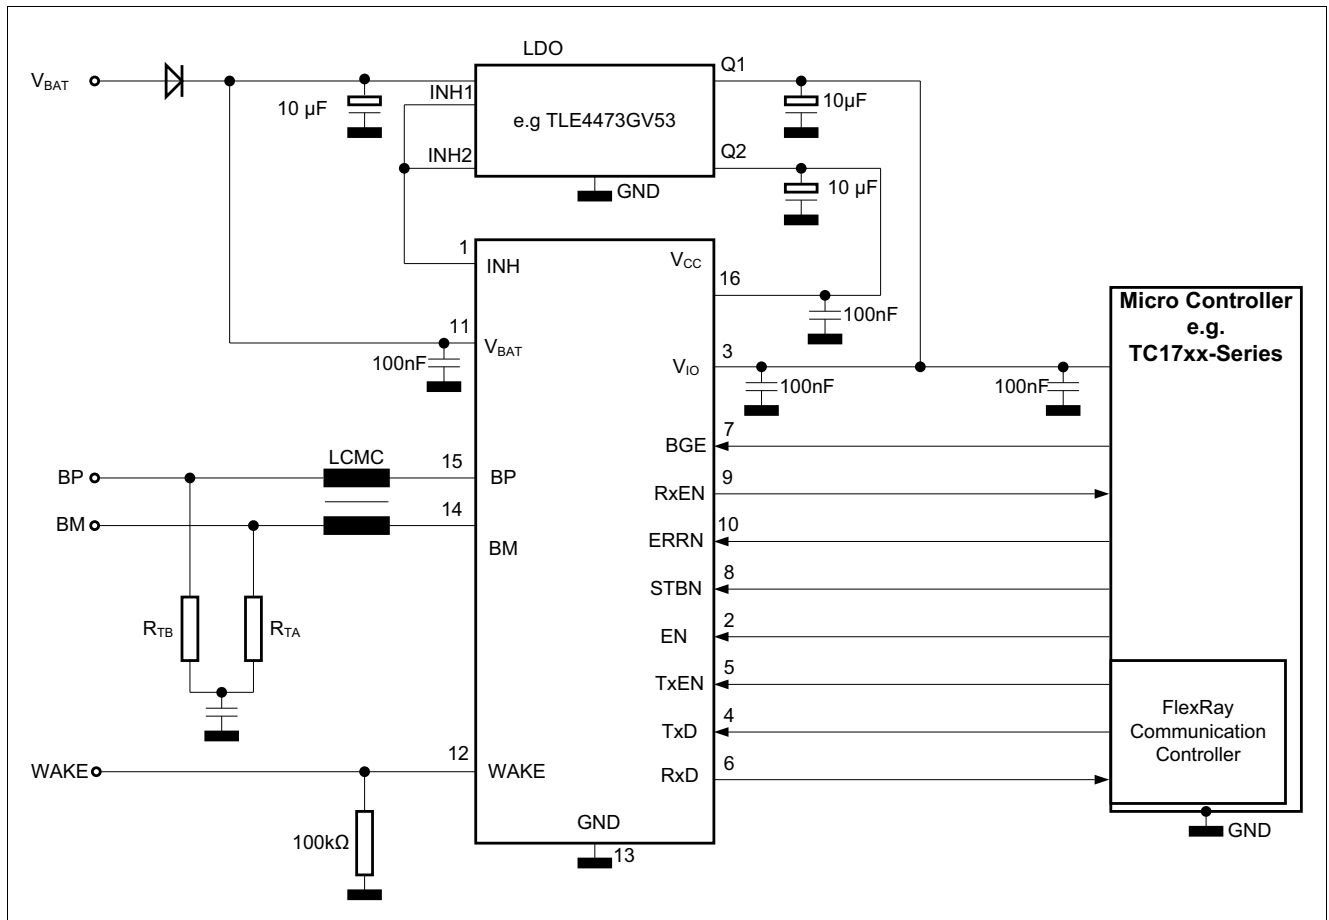 LDO
Q1
V_BAT
INH1
10 µF
10µF
e.g TLE4473GV53
INH2
Q2
GND
10 µF
1
INH
V_CC
16
Micro Controller
e.g.
TC17xx-Series
100nF
11
V_BAT
3
100nF
V_IO
100nF
100nF
7
BGE
LCMC
15
BP
BP
9
RxEN
14
BM
10
ERRN
BM
8
STBN
2
EN
R_TB
R_TA
5
TxEN
FlexRay
Communication
Controller
4
TxD
12
6
WAKE
WAKE
RxD
GND
GND
100kΩ
13